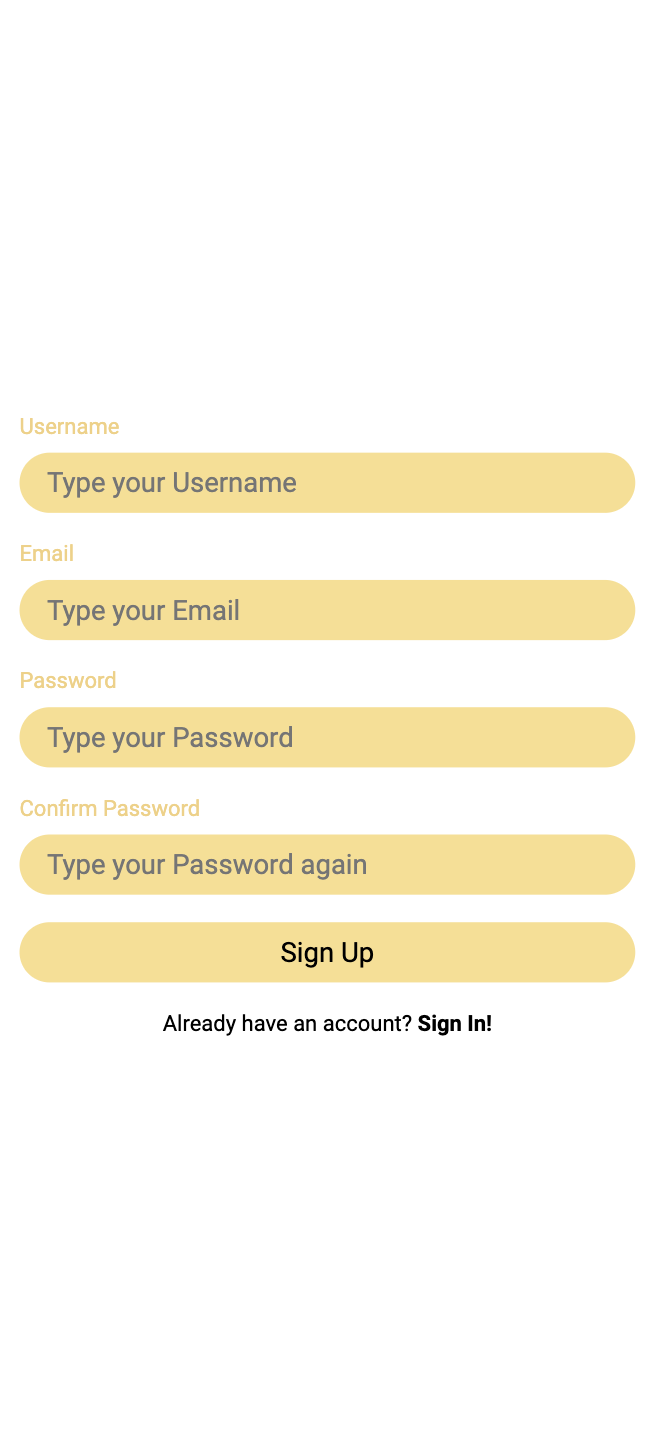 Username
Type your Username
Email
Type your Email
Password
Type your Password
Confirm Password
Type your Password again
Sign Up
Already have an account? Sign In!